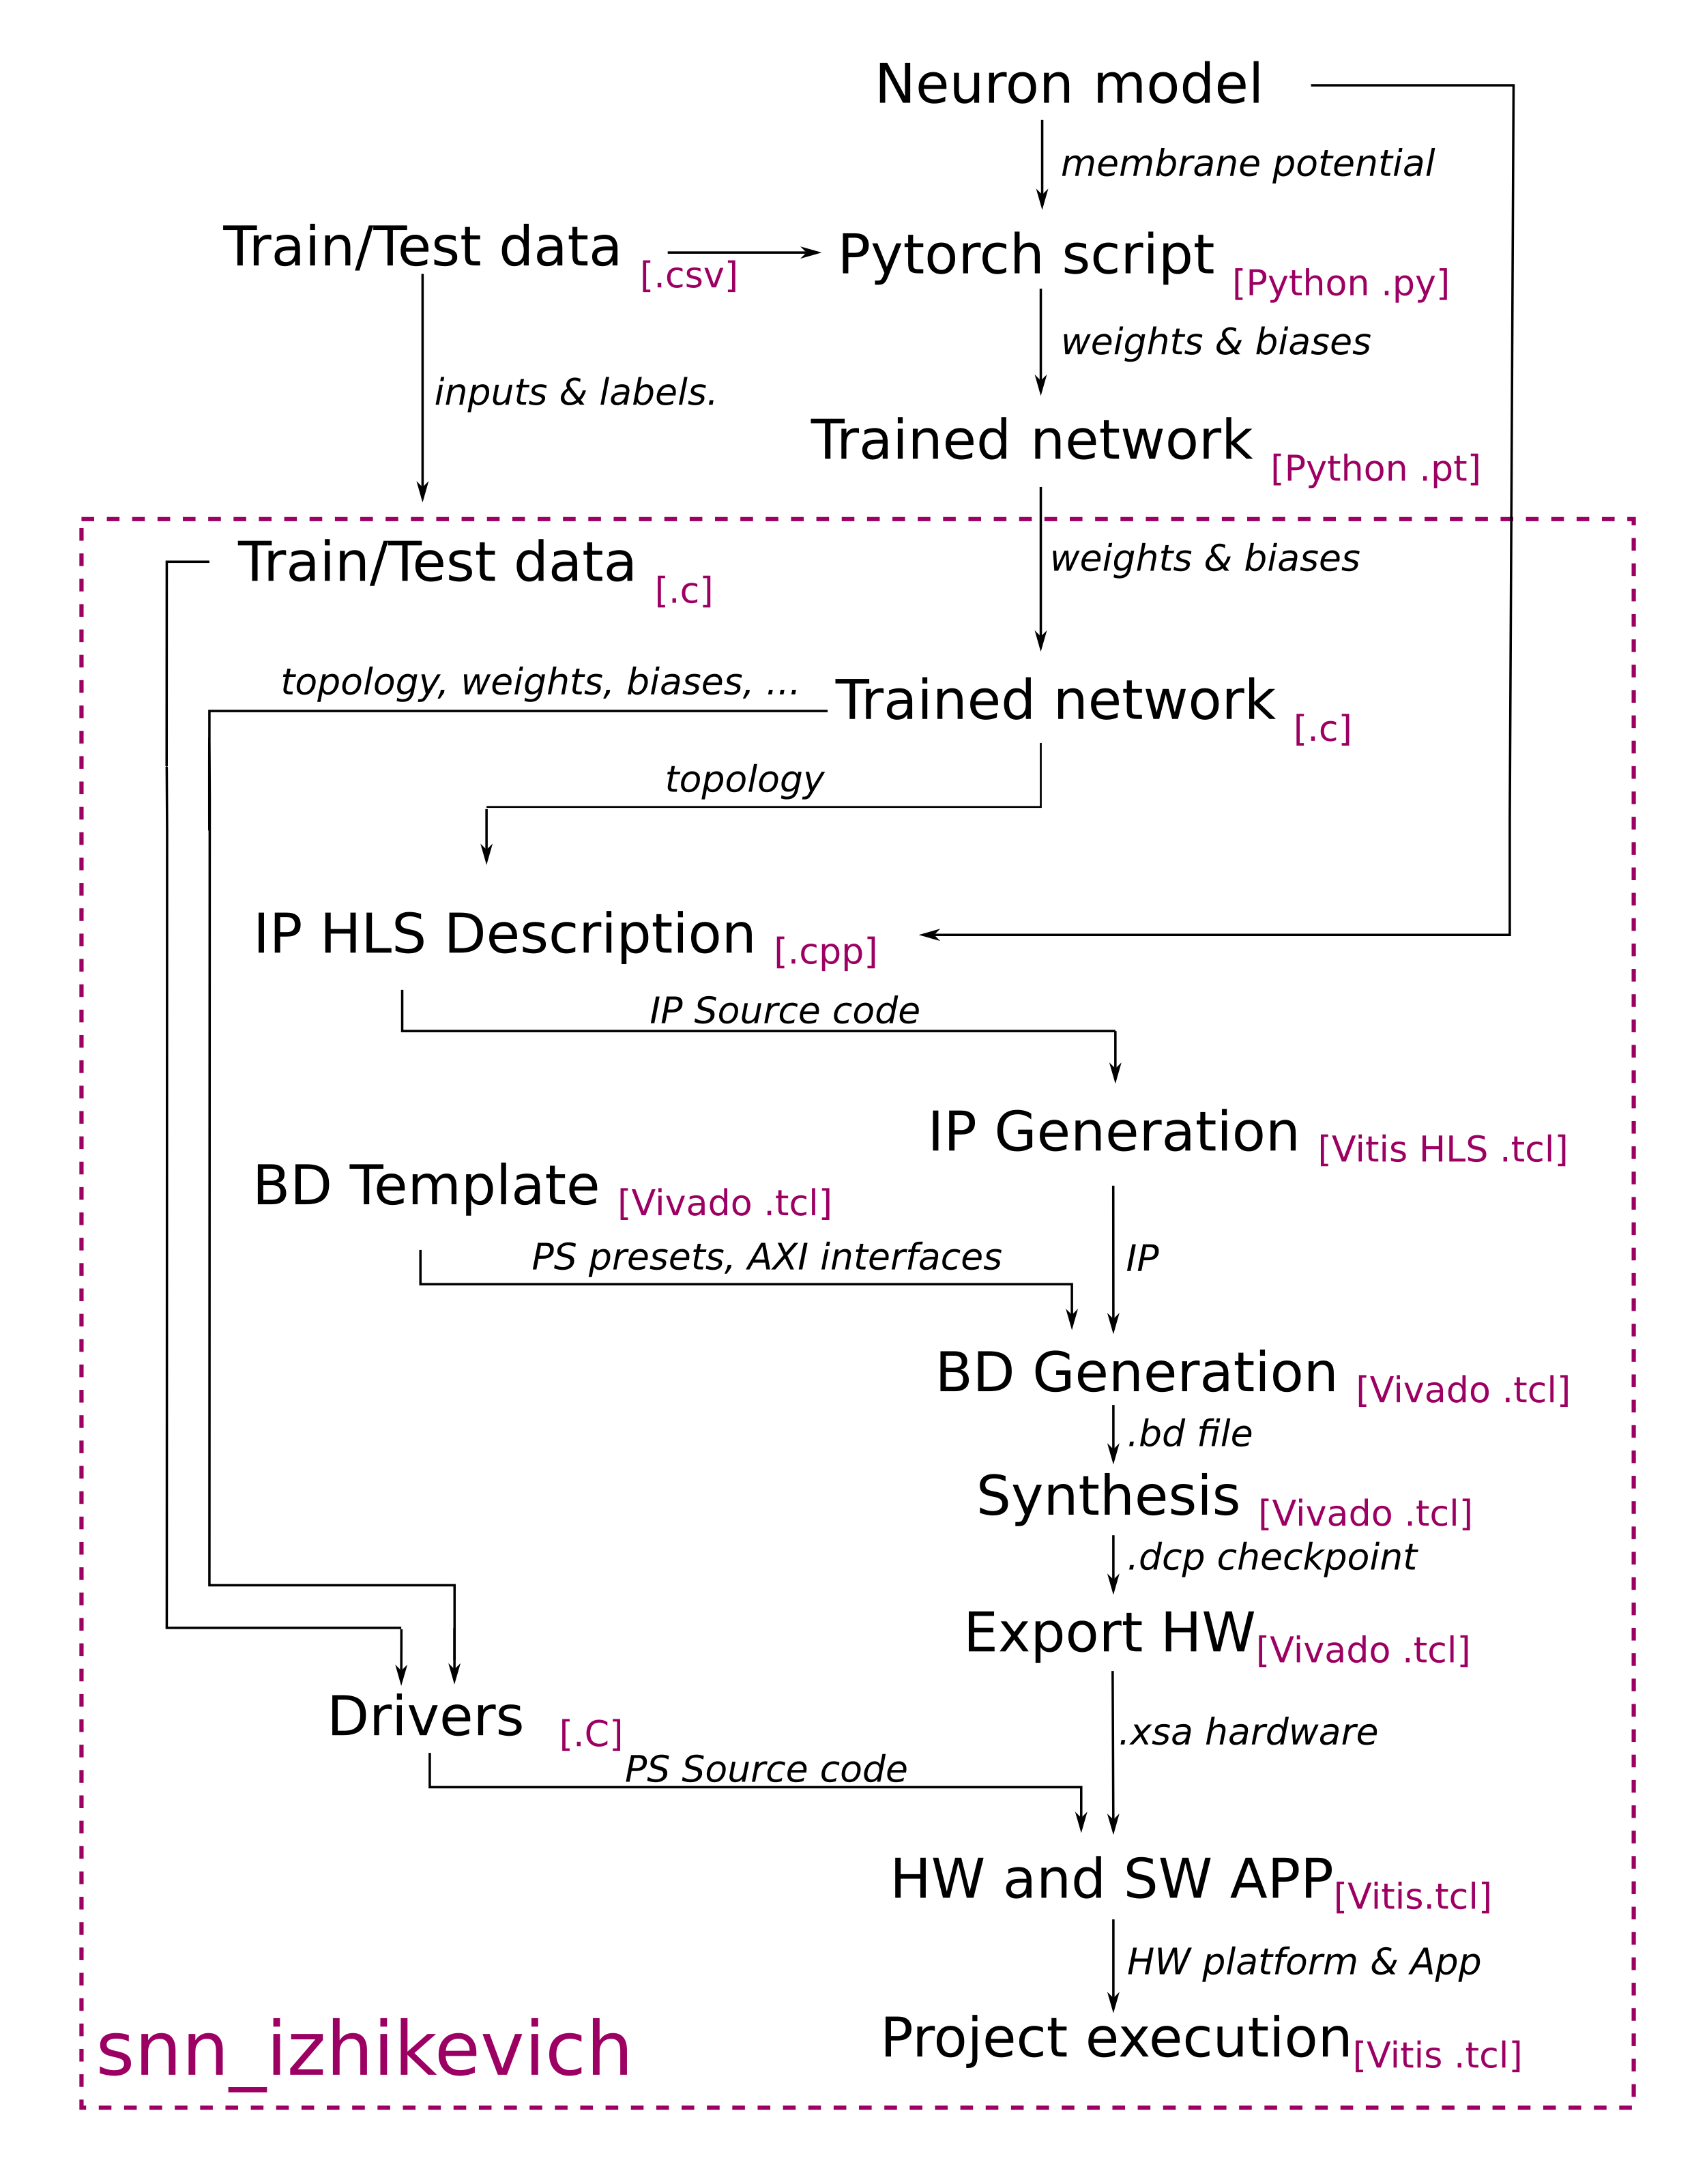 Neuron model
membrane potential
Train/Test data [.csv]
Pytorch script [Python .py]
weights & biases
inputs & labels.
Trained network [Python .pt]
Train/Test data [.c]
weights & biases
topology, weights, biases, ...
Trained network [.c]
topology
IP HLS Description [.cpp]
IP Source code
IP Generation [Vitis HLS .tcl]
BD Template [Vivado .tcl]
PS presets, AXI interfaces
IP
BD Generation [Vivado .tcl]
.bd file
Synthesis [Vivado .tcl]
.dcp checkpoint
Export HW[Vivado .tcl]
Drivers [.C]
.xsa hardware
PS Source code
HW and SW APP[Vitis.tcl]
HW platform & App
Project execution[Vitis .tcl]
snn_izhikevich